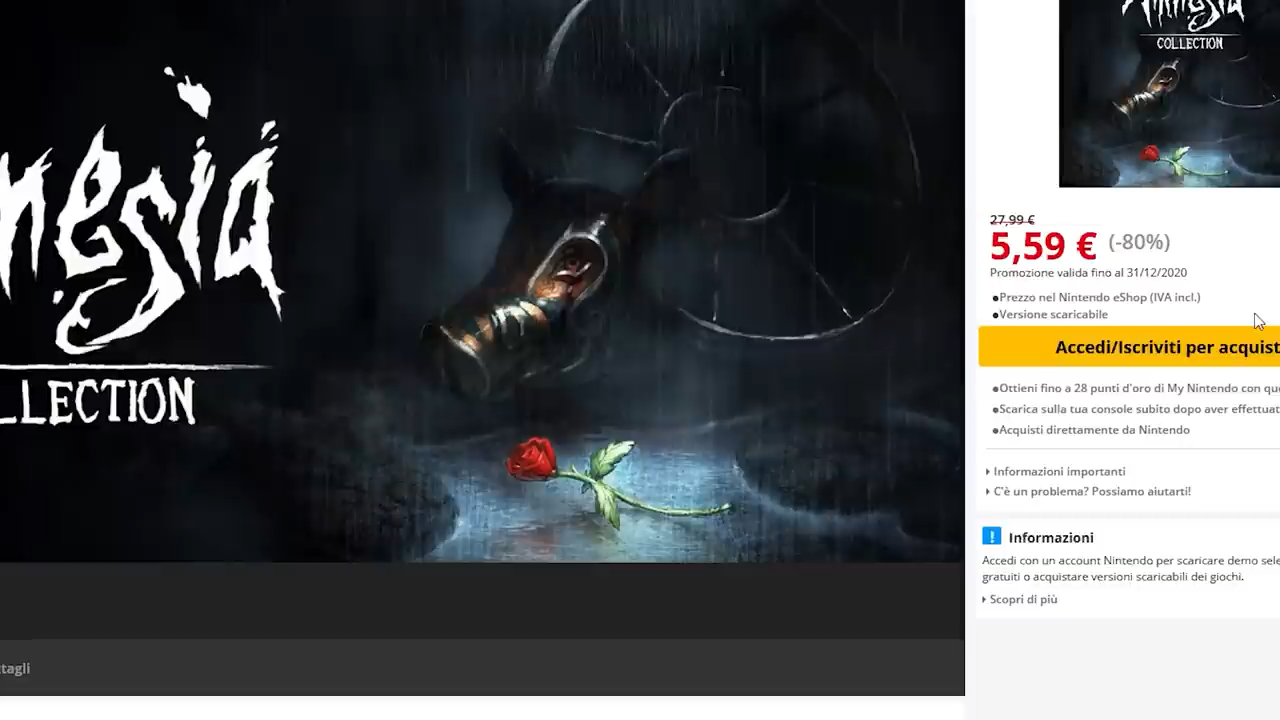 nesia
LLECTION
Amnesia
COLLECTION
27,99 €
5,59 € (-80%)
Promozione valida fino al 31/12/2020
●Prezzo nel Nintendo eShop (IVA incl.)
●Versione scaricabile
Accedi/Iscriviti per acquist
●Ottieni fino a 28 punti d'oro di My Nintendo con que
●Scarica sulla tua console subito dopo aver effettuat
●Acquisti direttamente da Nintendo
Informazioni importanti
C'è un problema? Possiamo aiutarti!
! Informazioni
Accedi con un account Nintendo per scaricare demo sele
gratuiti o acquistare versioni scaricabili dei giochi.
Scopri di più
tagli